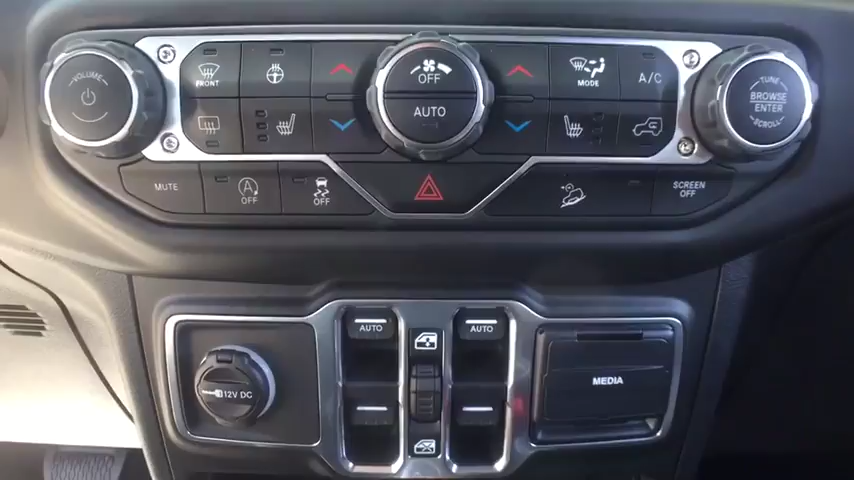 VOLUME
FRONT
OFF
AUTO
MODE
A/C
TUNE
BROWSE
ENTER
SCROLL
MUTE
A
OFF
OFF
SCREEN
OFF
AUTO
AUTO
12V DC
MEDIA